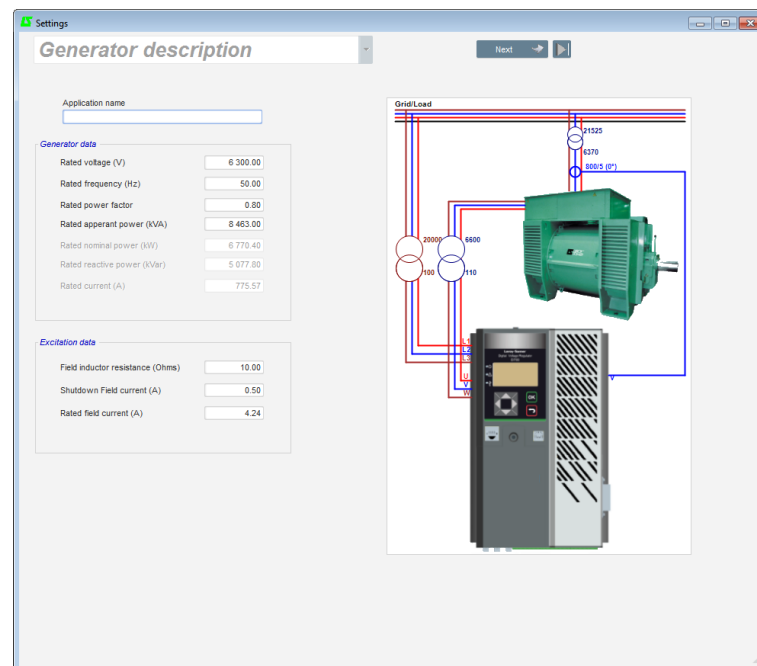 Settings
Generator description
Next
Application name
Generator data
Rated voltage (V) 6 300.00
Rated frequency (Hz) 50.00
Rated power factor 0.80
Rated apperant power (kVA) 8 463.00
Rated nominal power (kW) 6 770.40
Rated reactive power (kVar) 5 077.80
Rated current (A) 775.57
Excitation data
Field inductor resistance (Ohms) 10.00
Shutdown Field current (A) 0.50
Rated field current (A) 4.24
Grid/Load
21525
6370
800/5 (0°)
20000
100
6600
110
L1
L2
L3
U
V
W
V
Leroy Somer
OK